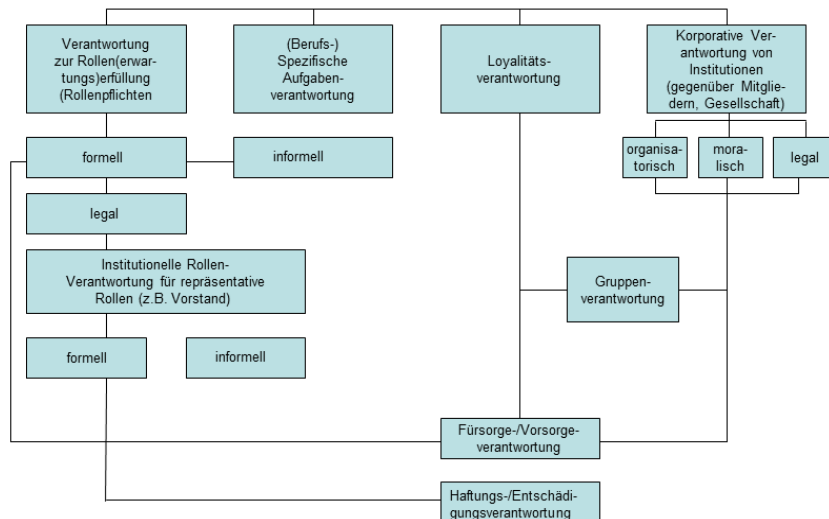 Verantwortung
zur Rollen(erwar-
tungs)erfüllung
(Rollenpflichten
(Berufs-)
Spezifische
Aufgaben-
verantwortung
Loyalitäts-
verantwortung
Korporative Ver-
antwortung von
Institutionen
(gegenüber Mitglie-
dern, Gesellschaft)
formell
informell
organisa-
torisch
mora-
lisch
legal
legal
Institutionelle Rollen-
Verantwortung für repräsentative
Rollen (z.B. Vorstand)
Gruppen-
verantwortung
formell
informell
Fürsorge-/Vorsorge-
verantwortung
Haftungs-/Entschädi-
gungsverantwortung